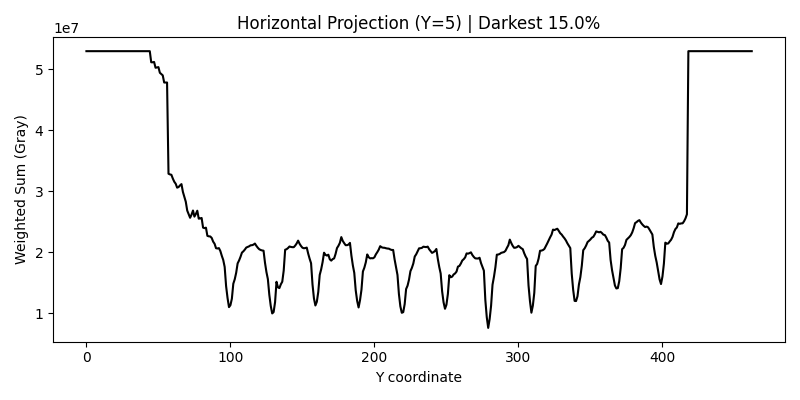 Horizontal Projection (Y=5) | Darkest 15.0%
1e7
5
4
3
2
1
Weighted Sum (Gray)
0 100 200 300 400
Y coordinate